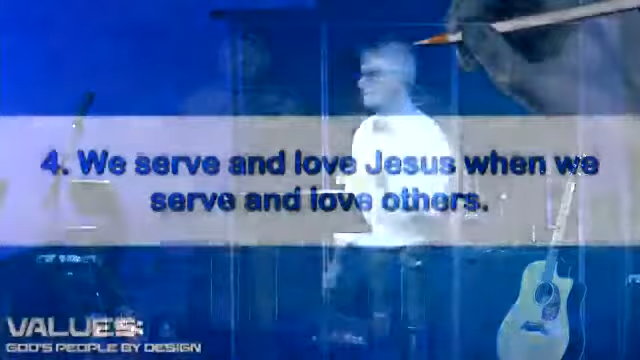 4. We serve and love Jesus when we
serve and love others.
VALUES:
GOD'S PEOPLE BY DESIGN